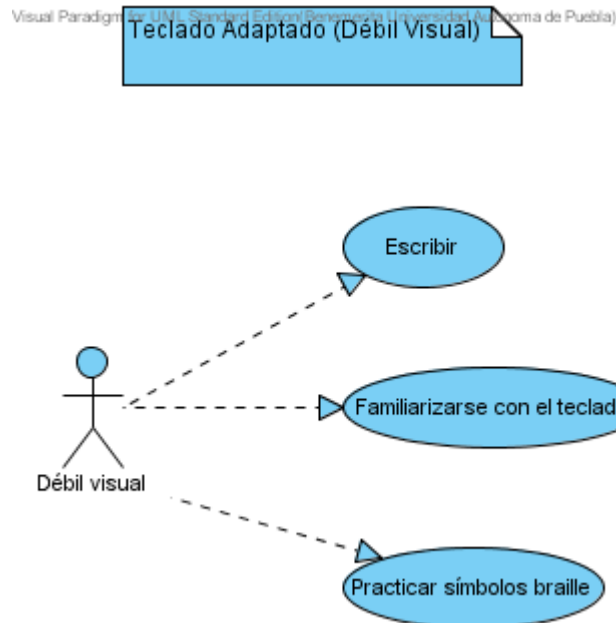 Visual Paradigm for UML Standard Edition(Benemerita Universidad Autonoma de Puebla)
Teclado Adaptado (Débil Visual)
Escribir
Familiarizarse con el teclad
Débil visual
Practicar símbolos braille